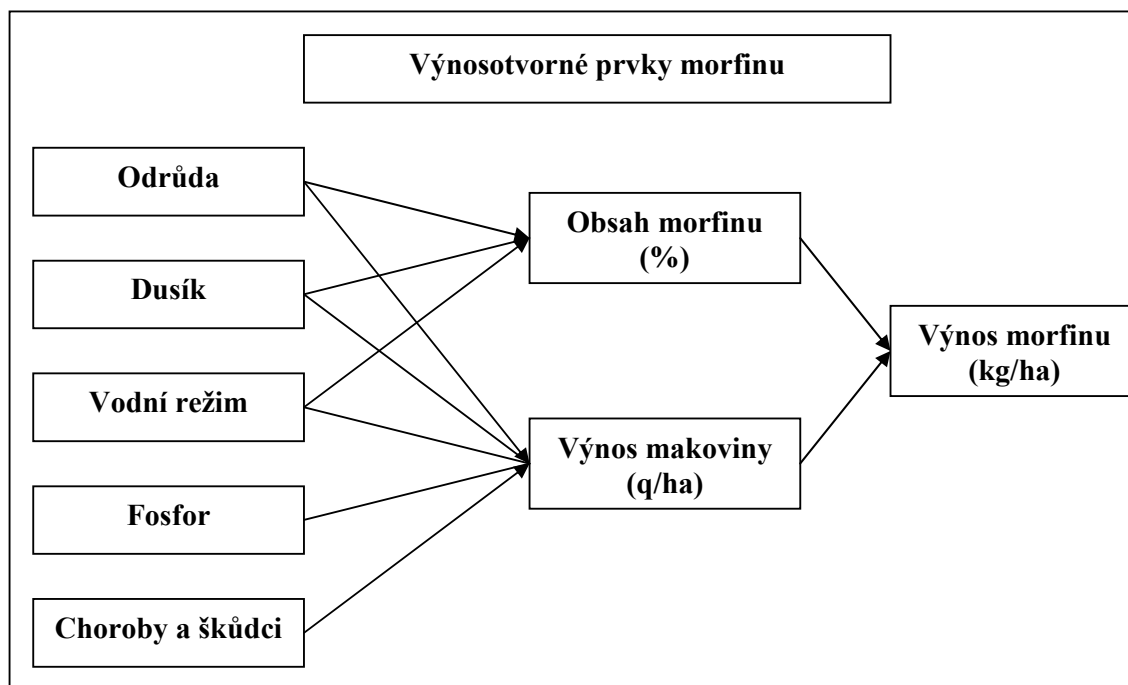 Výnosotvorné prvky morfinu
Odrůda
Dusík
Vodní režim
Fosfor
Choroby a škůdci
Obsah morfinu
(%)
Výnos makoviny
(q/ha)
Výnos morfinu
(kg/ha)